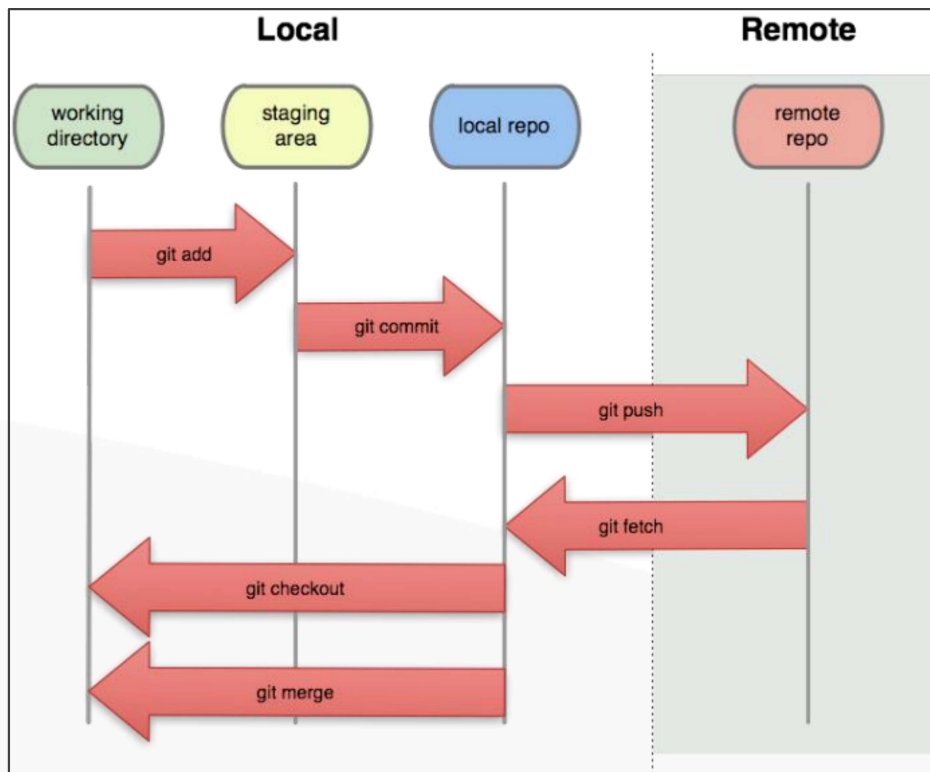 Local
Remote
working
directory
staging
area
local repo
remote
repo
git add
git commit
git push
git fetch
git checkout
git merge